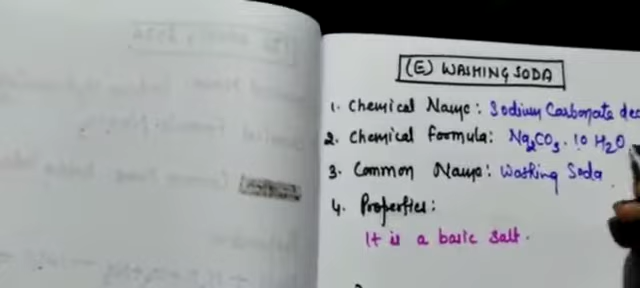 (E) WASHING SODA
1. Chemical Name: Sodium Carbonate
2. Chemical Formula: Na2CO3 . 10 H2O
3. Common Name: Washing Soda.
4. Properties:
It is a basic salt.